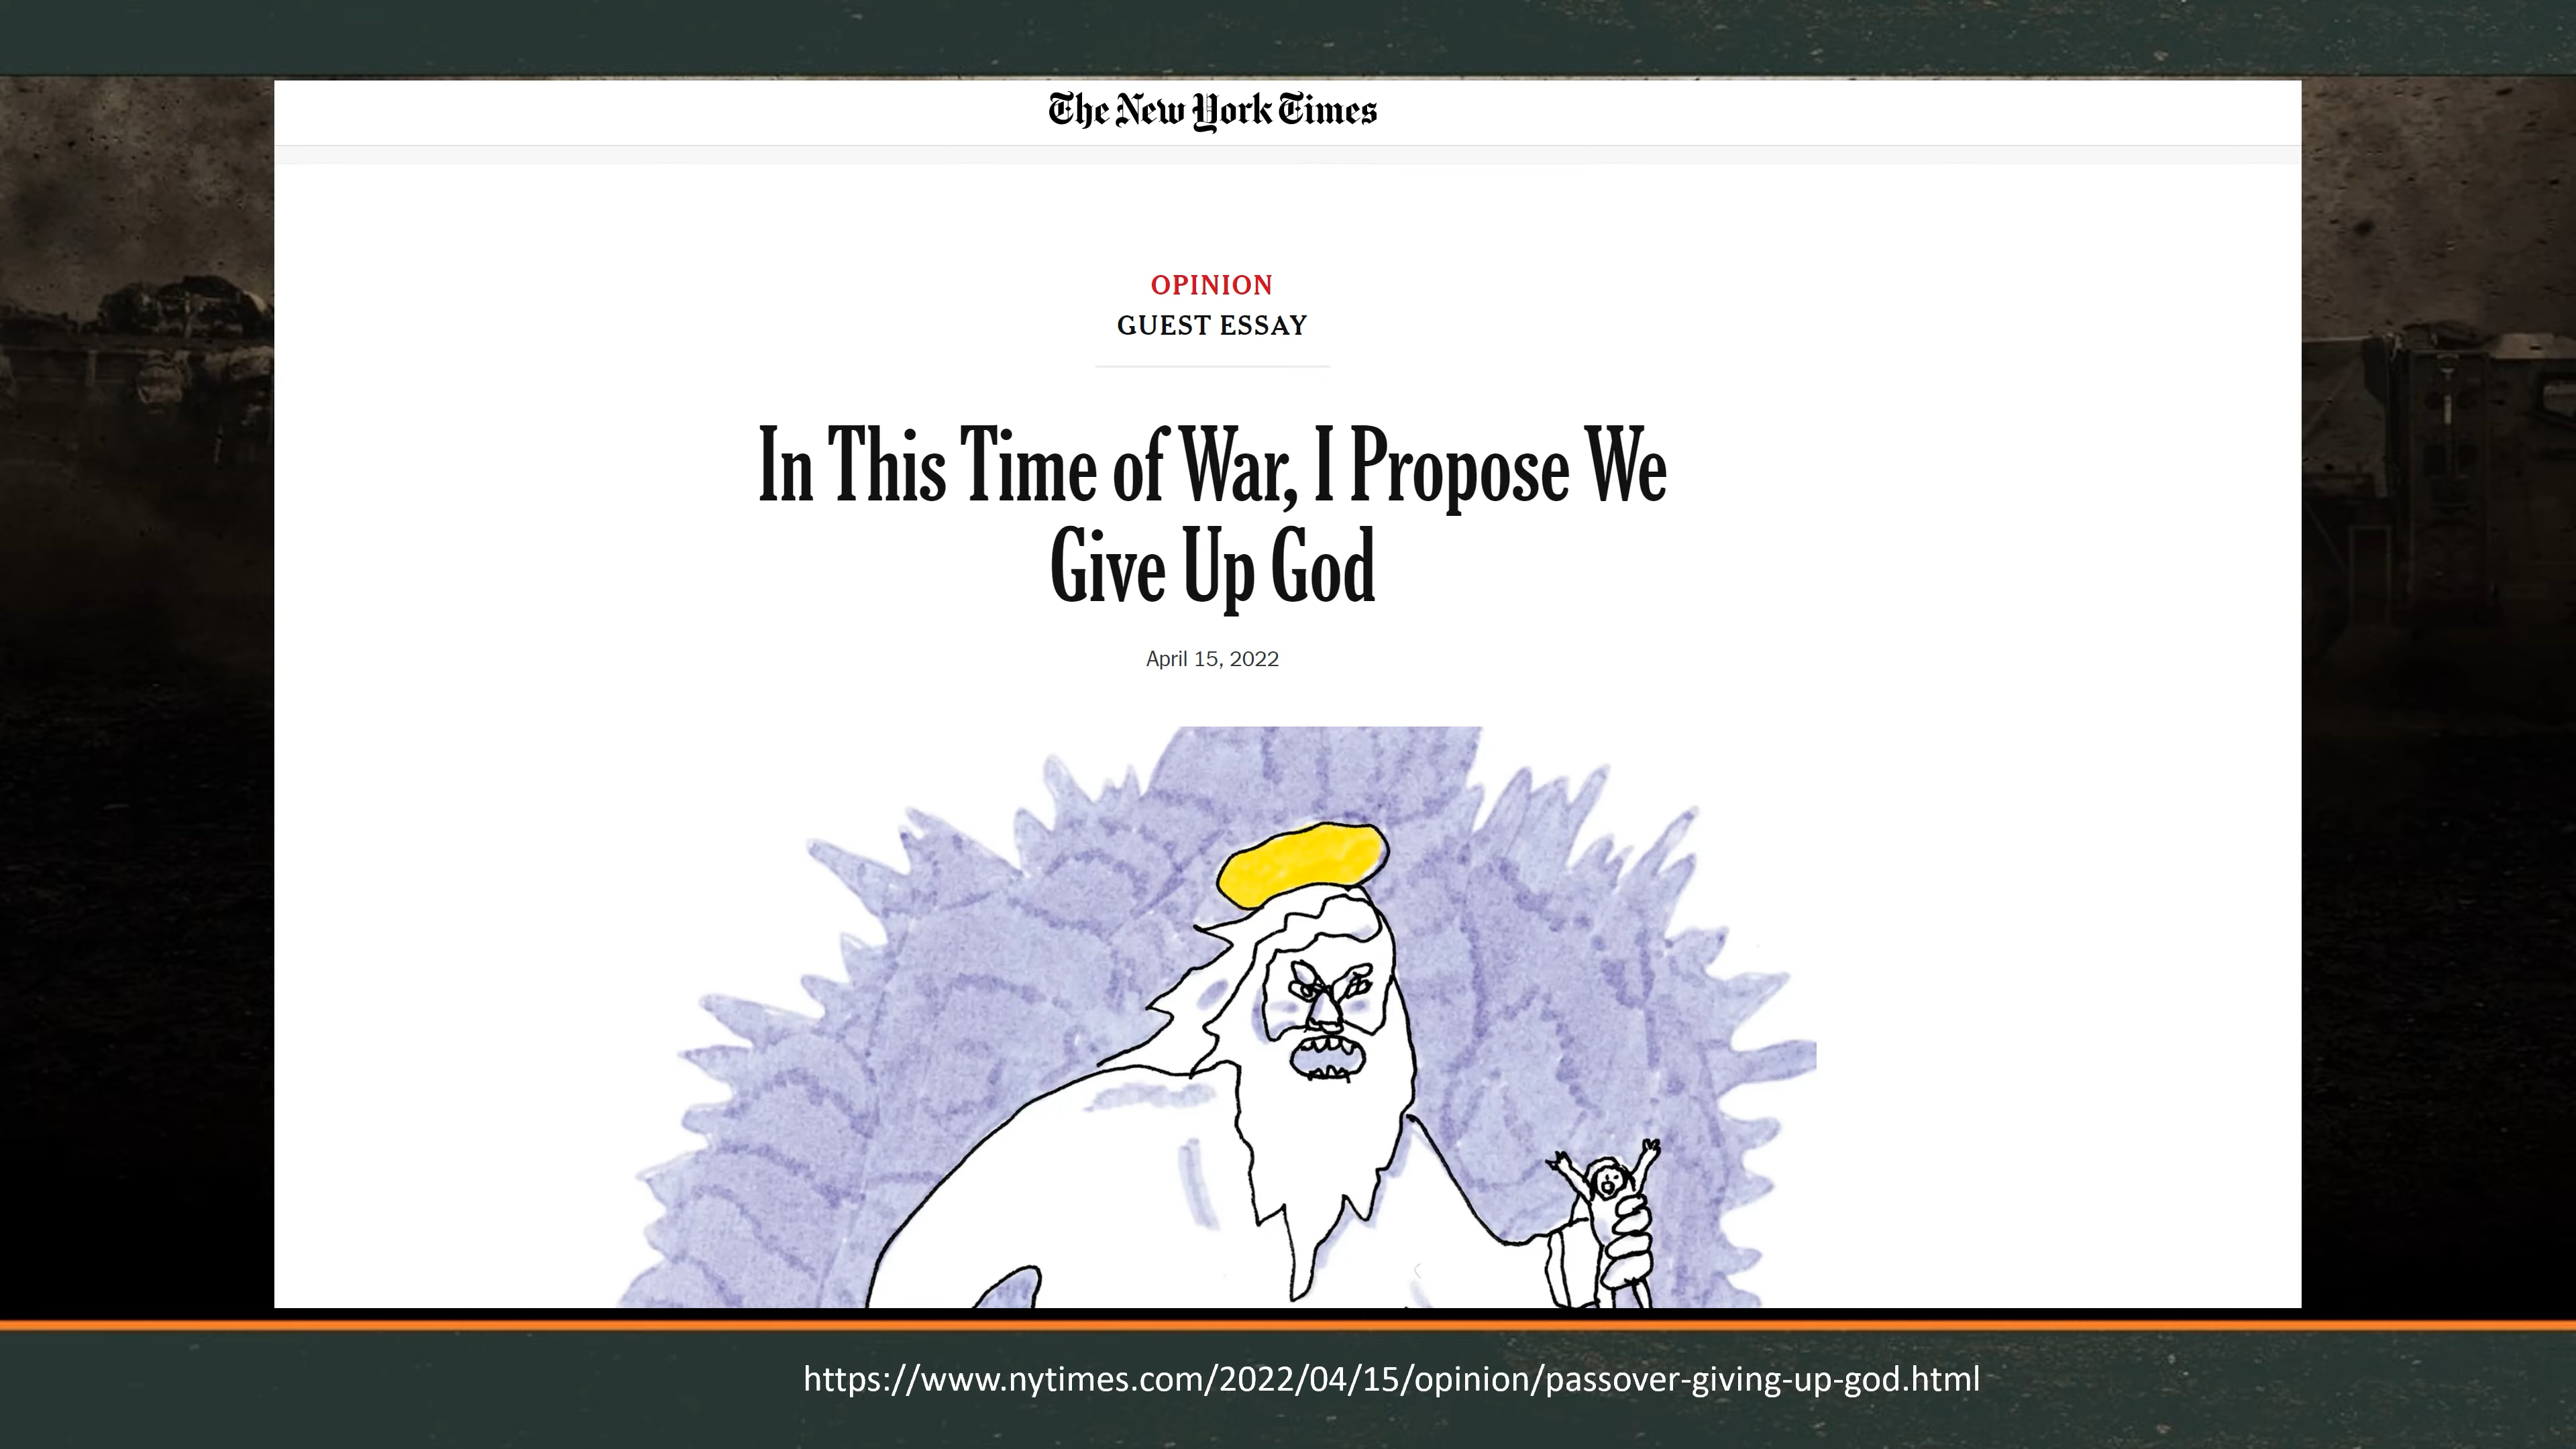 The New York Times
OPINION
GUEST ESSAY
In This Time of War, I Propose We
Give Up God
April 15, 2022
https://www.nytimes.com/2022/04/15/opinion/passover-giving-up-god.html